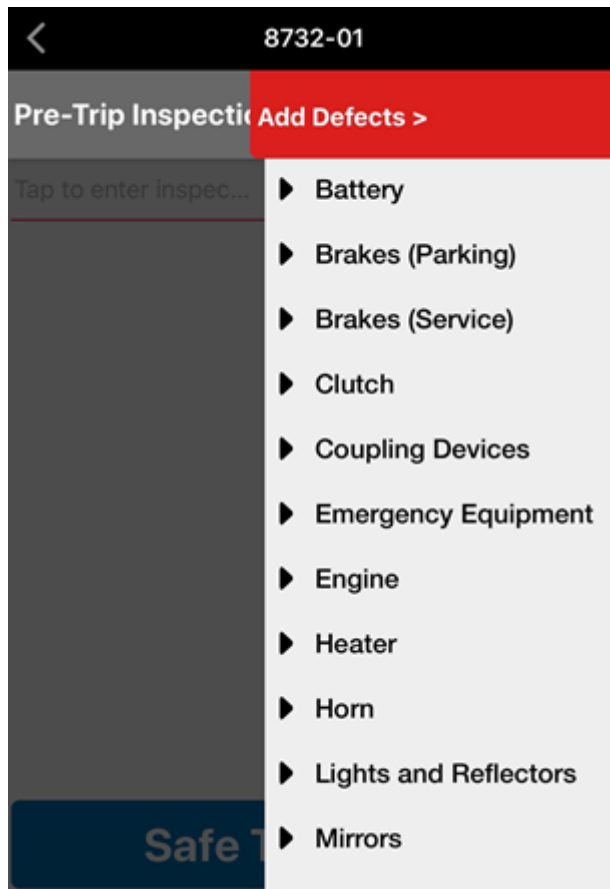 8732-01
Pre-Trip Inspectio
Add Defects >
Tap to enter inspec...
Battery
Brakes (Parking)
Brakes (Service)
Clutch
Coupling Devices
Emergency Equipment
Engine
Heater
Horn
Lights and Reflectors
Mirrors
Safe T